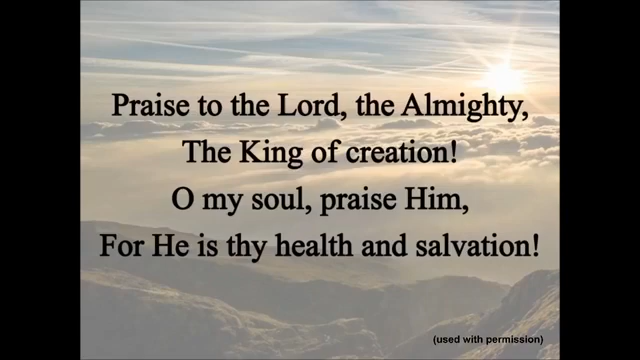 Praise to the Lord, the Almighty,
The King of creation!
O my soul, praise Him,
For He is thy health and salvation!
(used with permission)